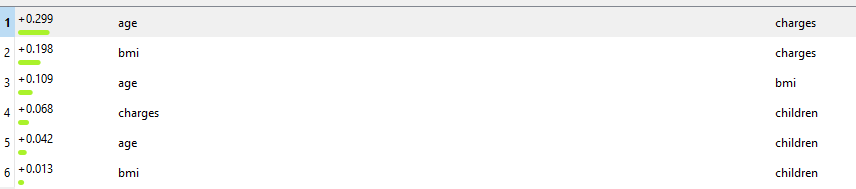 1 +0.299 age charges
2 +0.198 bmi charges
3 +0.109 age bmi
4 +0.068 charges children
5 +0.042 age children
6 +0.013 bmi children